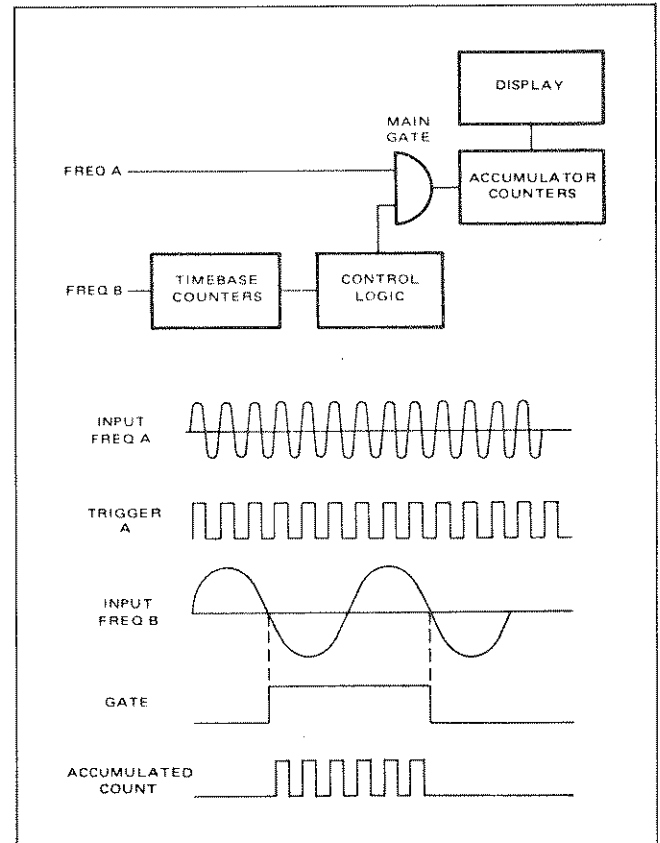 DISPLAY
MAIN
GATE
FREQ A
ACCUMULATOR
COUNTERS
FREQ B
TIMEBASE
COUNTERS
CONTROL
LOGIC
INPUT
FREQ A
TRIGGER
A
INPUT
FREQ B
GATE
ACCUMULATED
COUNT